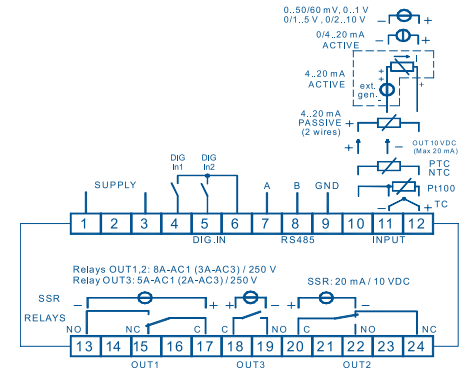 0..50/60 mV, 0..1 V
0/1..5 V , 0/2..10 V
- +
0/4..20 mA
ACTIVE
- +
4..20 mA
ACTIVE
ext.
gen.
+
+
-
+
4..20 mA
PASSIVE
(2 wires)
+ -
+ -
OUT 10 VDC
(Max 20 mA)
PTC
NTC
Pt100
- + TC
DIG
In1
DIG
In2
SUPPLY
A B GND
1 2 3 4 5 6 7 8 9 10 11 12
DIG.IN RS485 INPUT
Relays OUT1,2: 8A-AC1 (3A-AC3) / 250 V
Relay OUT3: 5A-AC1 (2A-AC3) / 250 V
SSR: 20 mA / 10 VDC
SSR - + + - + -
RELAYS NO NC C C NO C NO NC
13 14 15 16 17 18 19 20 21 22 23 24
OUT1 OUT3 OUT2